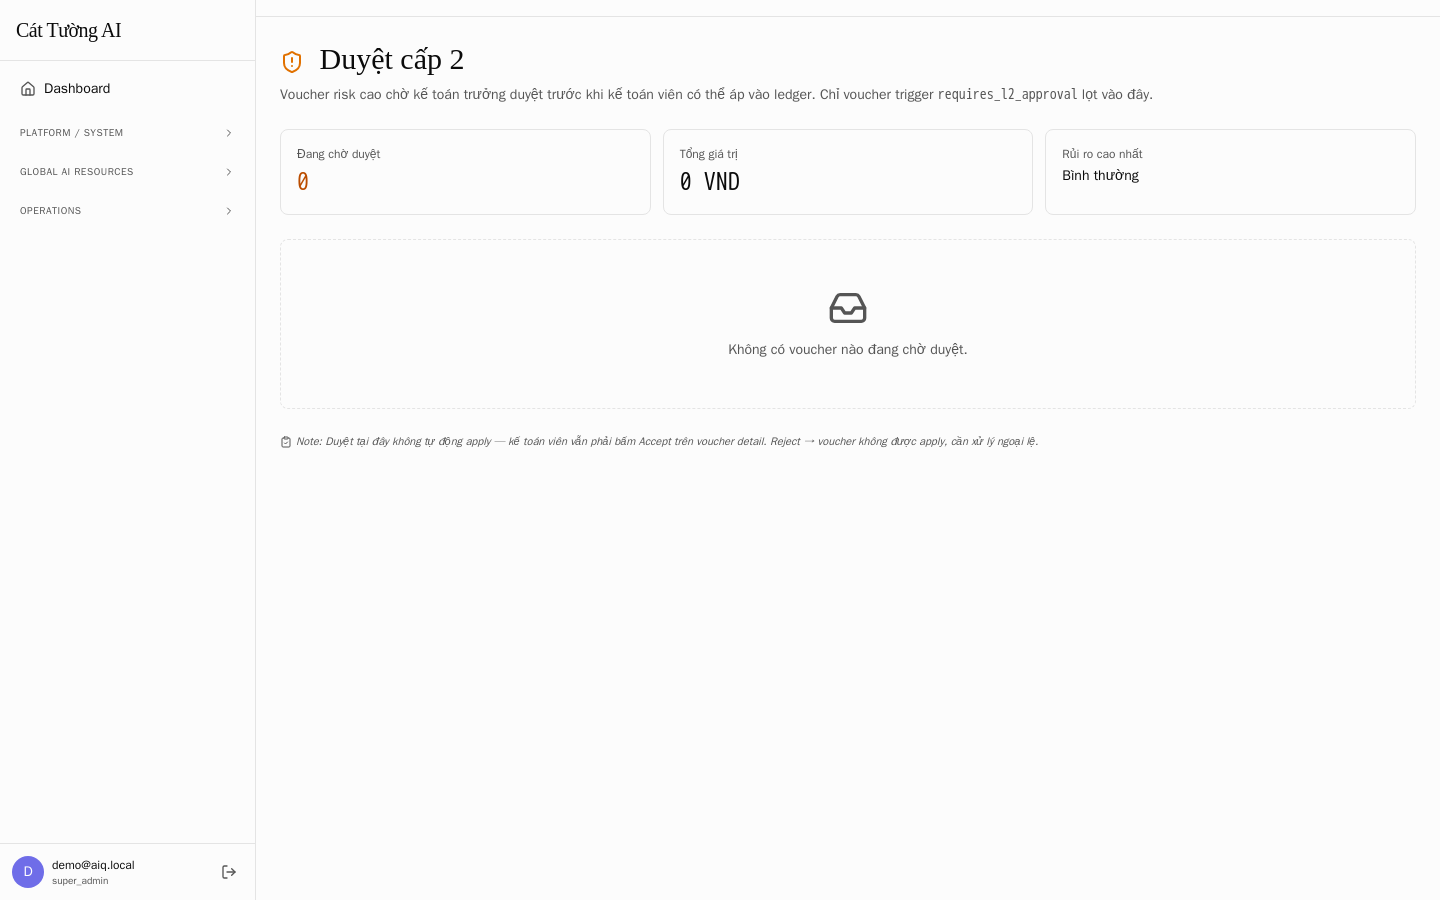 Cát Tường AI
Dashboard
PLATFORM / SYSTEM
GLOBAL AI RESOURCES
OPERATIONS
demo@aiq.local
super_admin
D
Duyệt cấp 2
Voucher risk cao chờ kế toán trưởng duyệt trước khi kế toán viên có thể áp vào ledger. Chỉ voucher trigger requires_l2_approval lọt vào đây.
Đang chờ duyệt
0
Tổng giá trị
0 VND
Rủi ro cao nhất
Bình thường
Không có voucher nào đang chờ duyệt.
Note: Duyệt tại đây không tự động apply — kế toán viên vẫn phải bấm Accept trên voucher detail. Reject → voucher không được apply, cần xử lý ngoại lệ.